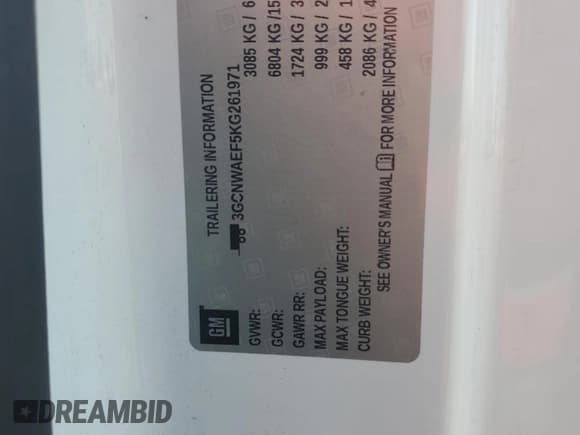 TRAILERING INFORMATION
3GCNWAEF5KG261971
GM
GVWR: 3085 KG / 6
GCWR: 6804 KG /15
GAWR RR: 1724 KG / 3
MAX PAYLOAD: 999 KG / 2
MAX TONGUE WEIGHT: 458 KG / 1
CURB WEIGHT: 2086 KG / 4
SEE OWNER'S MANUAL FOR MORE INFORMATION
DREAMBID